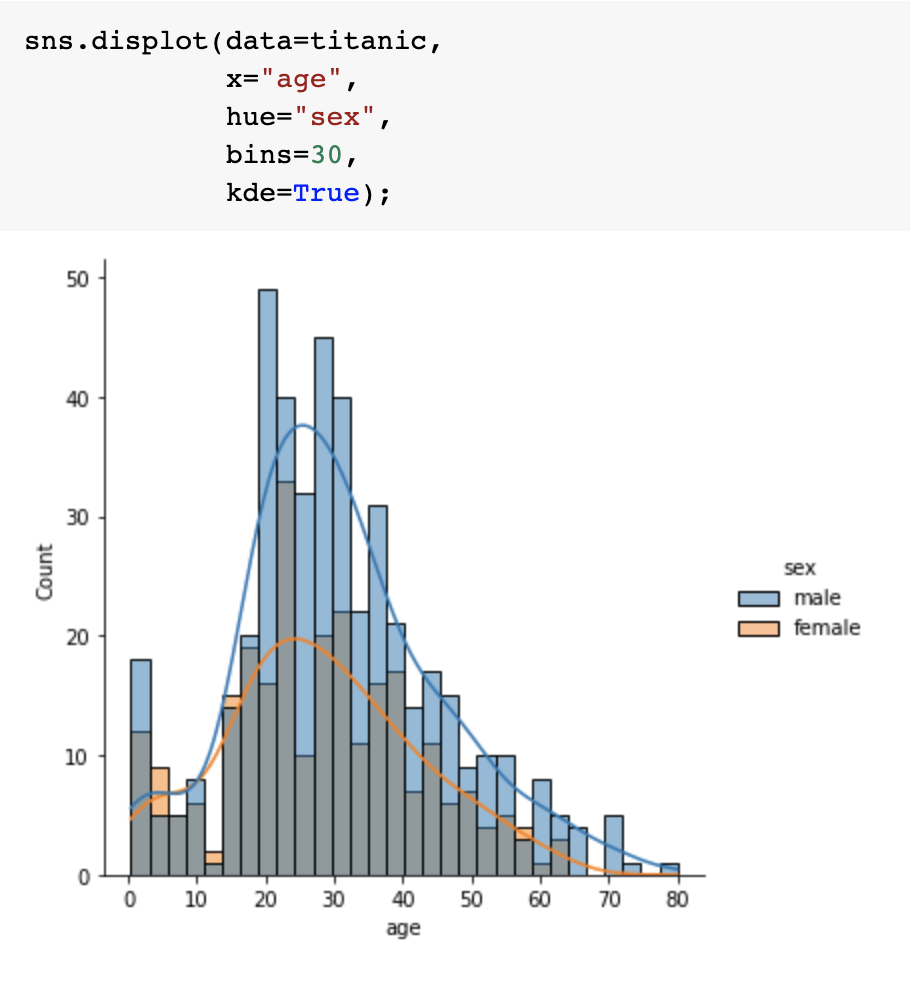 sns.displot(data=titanic,
            x="age",
            hue="sex",
            bins=30,
            kde=True);
50
40
30
20
10
0
Count
0 10 20 30 40 50 60 70 80
age
sex
male
female